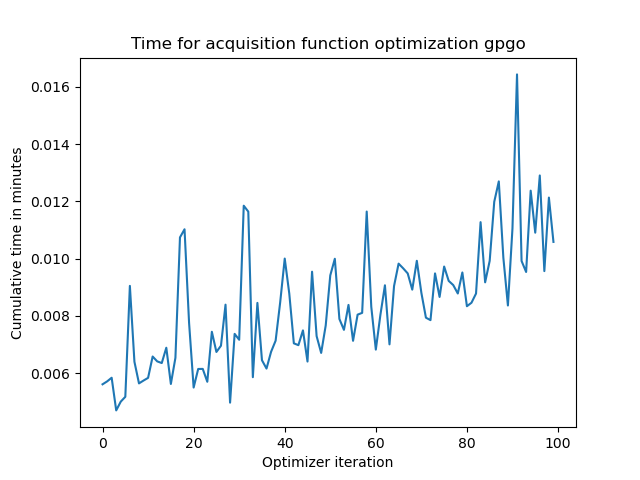 Time for acquisition function optimization gpgo
0.016
0.014
0.012
0.010
0.008
0.006
Cumulative time in minutes
0 20 40 60 80 100
Optimizer iteration